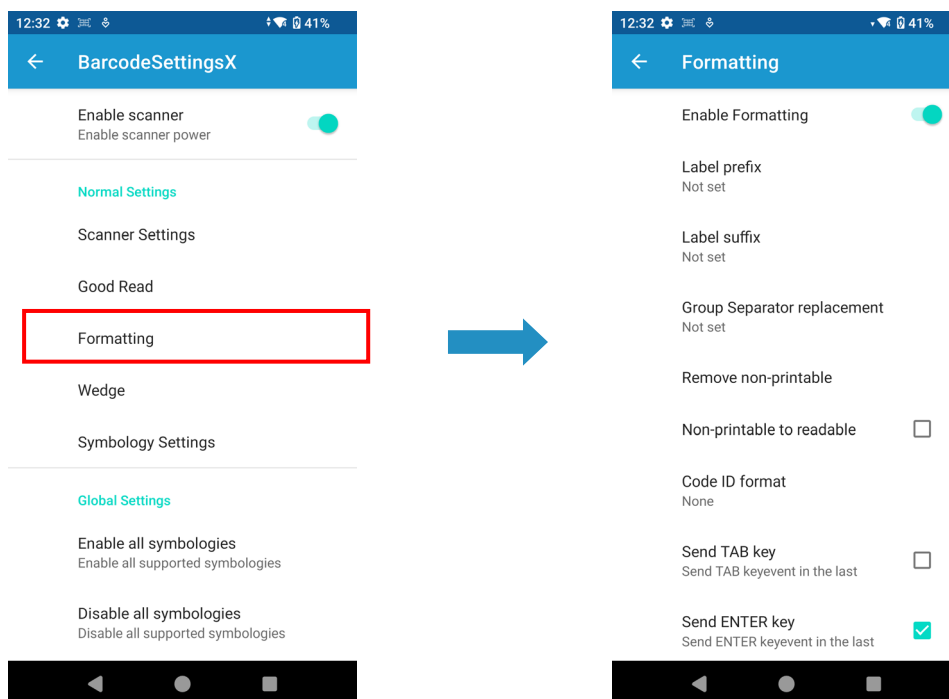 12:32 41%
BarcodeSettingsX
Enable scanner
Enable scanner power
Normal Settings
Scanner Settings
Good Read
Formatting
Wedge
Symbology Settings
Global Settings
Enable all symbologies
Enable all supported symbologies
Disable all symbologies
Disable all supported symbologies
12:32 41%
Formatting
Enable Formatting
Label prefix
Not set
Label suffix
Not set
Group Separator replacement
Not set
Remove non-printable
Non-printable to readable
Code ID format
None
Send TAB key
Send TAB keyevent in the last
Send ENTER key
Send ENTER keyevent in the last